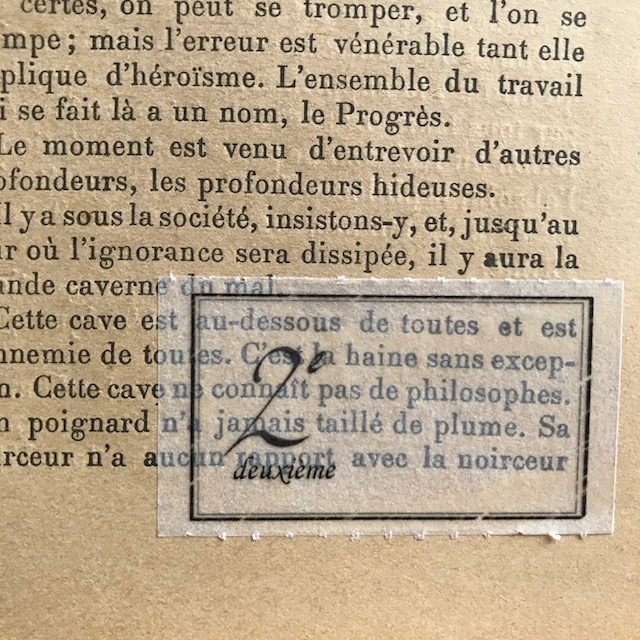 certes, on peut se tromper, et l'on se
mpe; mais l'erreur est vénérable tant elle
plique d'héroïsme. L'ensemble du travail
i se fait là a un nom, le Progrès.
Le moment est venu d'entrevoir d'autres
ofondeurs, les profondeurs hideuses.
Il y a sous la société, insistons-y, et, jusqu'au
ur où l'ignorance sera dissipée, il y aura la
ande caverne du mal.
Cette cave est au-dessous de toutes et est
nnemie de toutes. C'est la haine sans excep-
n. Cette cave ne connaît pas de philosophes.
n poignard n'a jamais taillé de plume. Sa
irceur n'a aucun rapport avec la noirceur
2e
deuxième